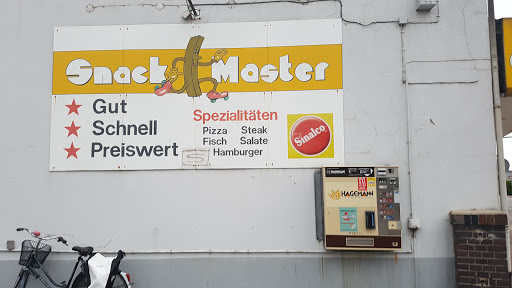 Snack Master
★ Gut
★ Schnell
★ Preiswert
Spezialitäten
Pizza Steak
Fisch Salate
Hamburger
Sinalco
HAGEMANN